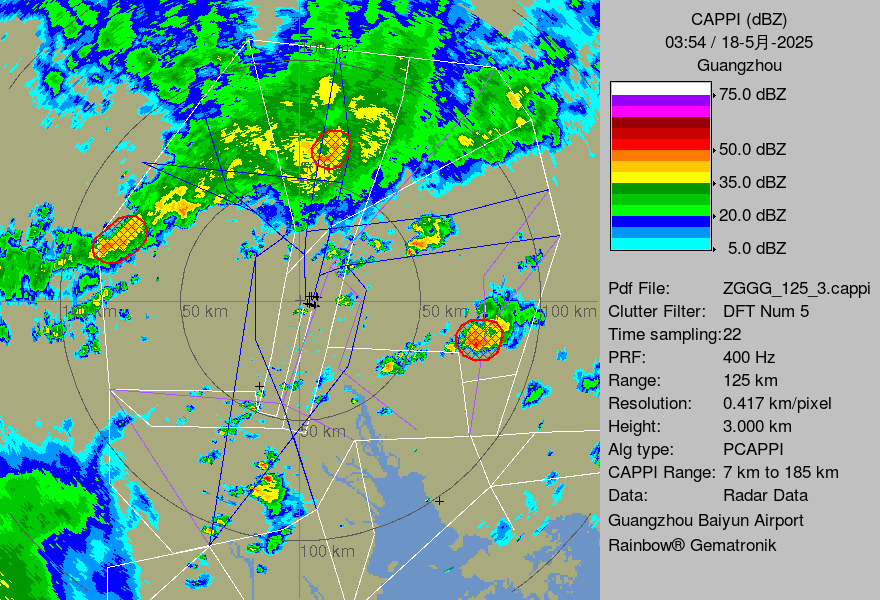 CAPPI (dBZ)
03:54 / 18-5月-2025
Guangzhou
75.0 dBZ
50.0 dBZ
35.0 dBZ
20.0 dBZ
5.0 dBZ
Pdf File: ZGGG_125_3.cappi
Clutter Filter: DFT Num 5
Time sampling:22
PRF: 400 Hz
Range: 125 km
Resolution: 0.417 km/pixel
Height: 3.000 km
Alg type: PCAPPI
CAPPI Range: 7 km to 185 km
Data: Radar Data
Guangzhou Baiyun Airport
Rainbow® Gematronik
50 km
50 km
100 km
50 km
100 km